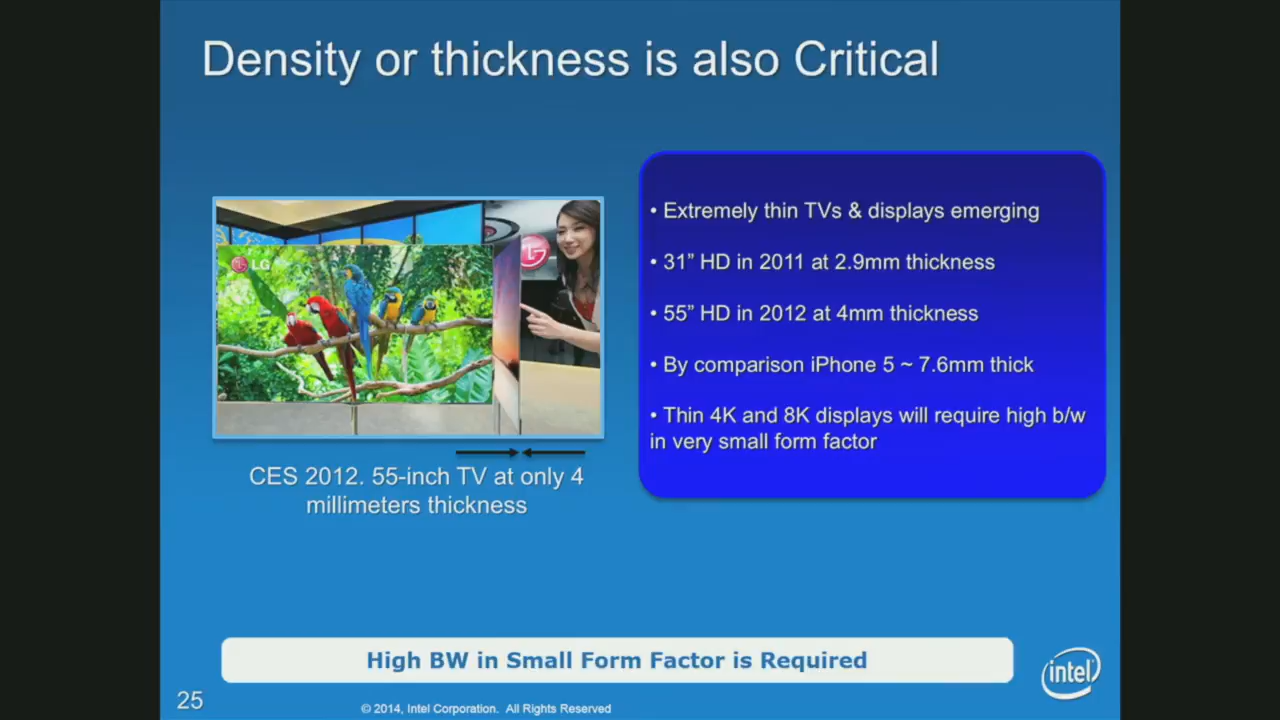 Density or thickness is also Critical
LG
LG
• Extremely thin TVs & displays emerging
• 31” HD in 2011 at 2.9mm thickness
• 55” HD in 2012 at 4mm thickness
• By comparison iPhone 5 ~ 7.6mm thick
• Thin 4K and 8K displays will require high b/w
in very small form factor
CES 2012. 55-inch TV at only 4
millimeters thickness
High BW in Small Form Factor is Required
intel
25
© 2014, Intel Corporation. All Rights Reserved